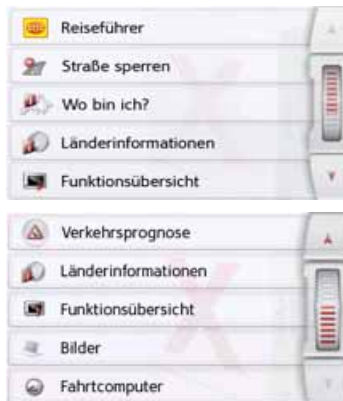 Reiseführer
Straße sperren
Wo bin ich?
Länderinformationen
Funktionsübersicht
Verkehrsprognose
Länderinformationen
Funktionsübersicht
Bilder
Fahrtcomputer